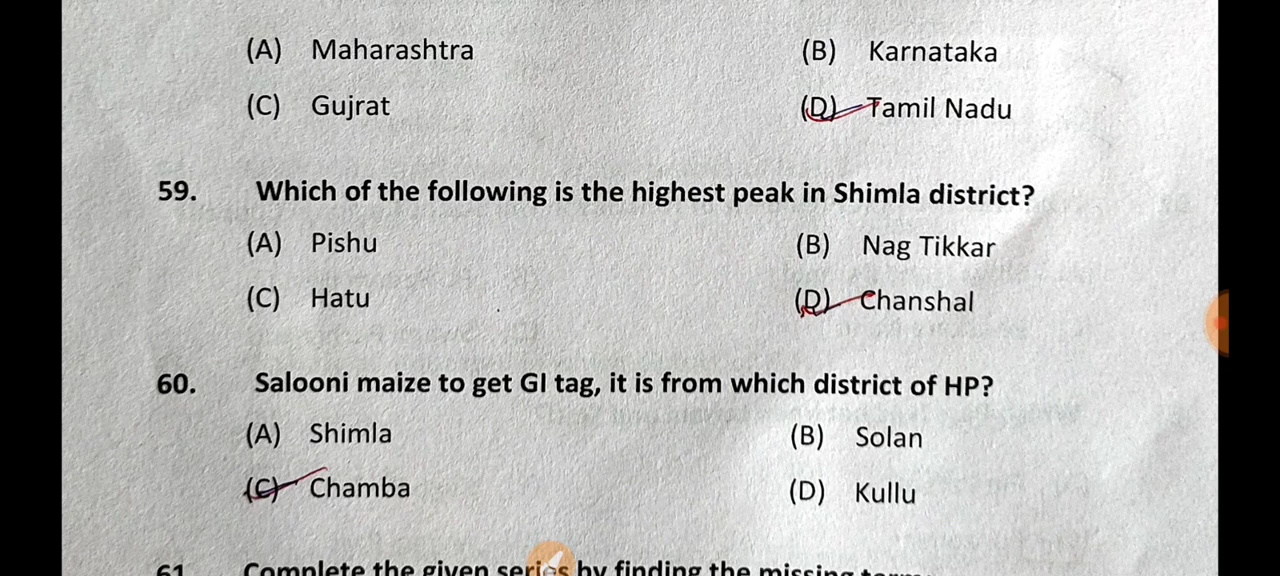 (A) Maharashtra (B) Karnataka
(C) Gujrat (D) Tamil Nadu
59. Which of the following is the highest peak in Shimla district?
(A) Pishu (B) Nag Tikkar
(C) Hatu (D) Chanshal
60. Salooni maize to get GI tag, it is from which district of HP?
(A) Shimla (B) Solan
(C) Chamba (D) Kullu
61. Complete the given series by finding the missing term